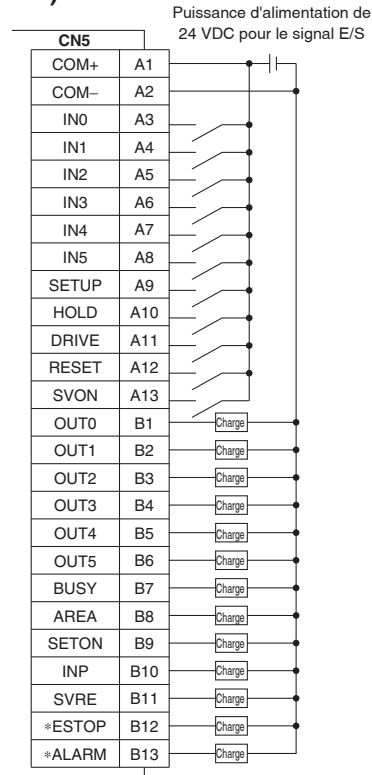 Puissance d'alimentation de
24 VDC pour le signal E/S
CN5
COM+ A1
COM– A2
IN0 A3
IN1 A4
IN2 A5
IN3 A6
IN4 A7
IN5 A8
SETUP A9
HOLD A10
DRIVE A11
RESET A12
SVON A13
OUT0 B1 Charge
OUT1 B2 Charge
OUT2 B3 Charge
OUT3 B4 Charge
OUT4 B5 Charge
OUT5 B6 Charge
BUSY B7 Charge
AREA B8 Charge
SETON B9 Charge
INP B10 Charge
SVRE B11 Charge
*ESTOP B12 Charge
*ALARM B13 Charge